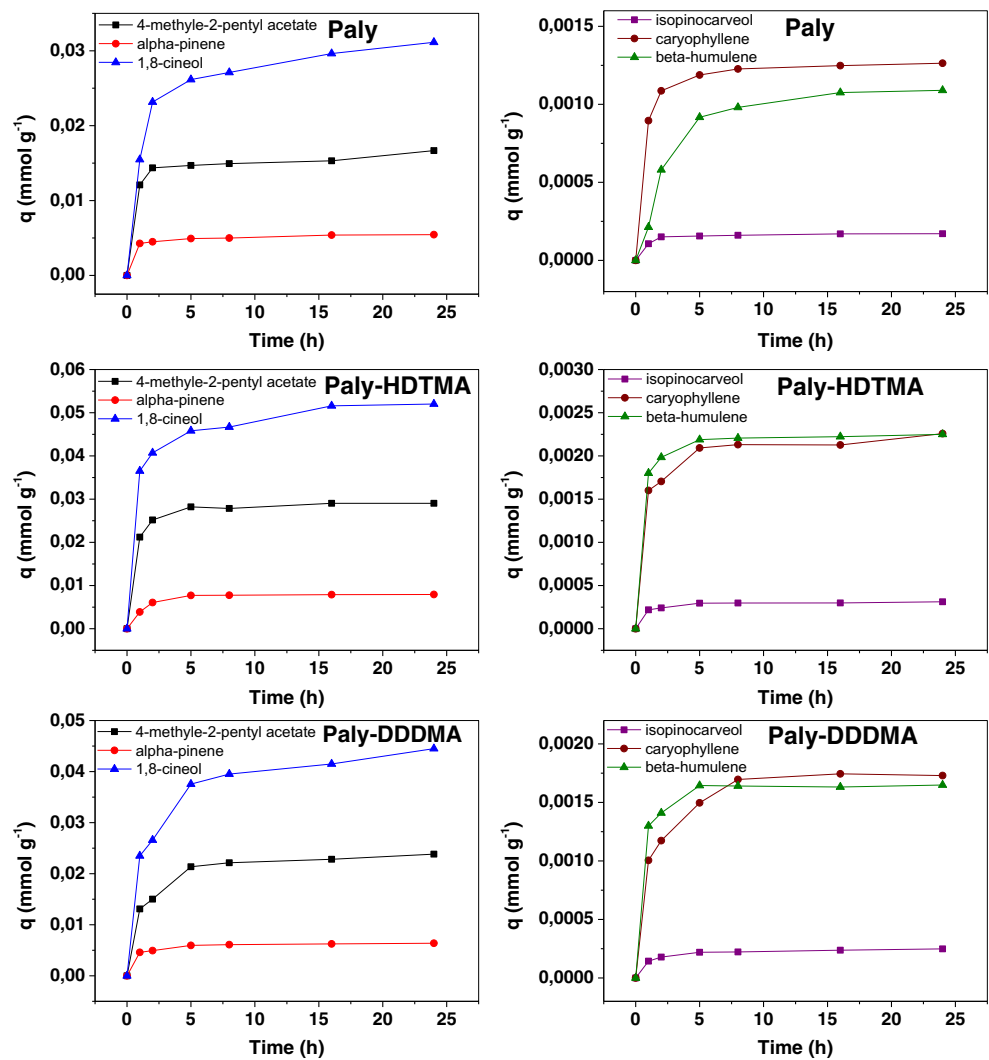 4-methyle-2-pentyl acetate
alpha-pinene
1,8-cineol
Paly
q (mmol g-1)
0,03
0,02
0,01
0,00
0 5 10 15 20 25
Time (h)
isopinocarveol
caryophyllene
beta-humulene
Paly
q (mmol g-1)
0,0015
0,0010
0,0005
0,0000
0 5 10 15 20 25
Time (h)
4-methyle-2-pentyl acetate
alpha-pinene
1,8-cineol
Paly-HDTMA
q (mmol g-1)
0,06
0,05
0,04
0,03
0,02
0,01
0,00
0 5 10 15 20 25
Time (h)
isopinocarveol
caryophyllene
beta-humulene
Paly-HDTMA
q (mmol g-1)
0,0030
0,0025
0,0020
0,0015
0,0010
0,0005
0,0000
0 5 10 15 20 25
Time (h)
4-methyle-2-pentyl acetate
alpha-pinene
1,8-cineol
Paly-DDDMA
q (mmol g-1)
0,05
0,04
0,03
0,02
0,01
0,00
0 5 10 15 20 25
Time (h)
isopinocarveol
caryophyllene
beta-humulene
Paly-DDDMA
q (mmol g-1)
0,0020
0,0015
0,0010
0,0005
0,0000
0 5 10 15 20 25
Time (h)